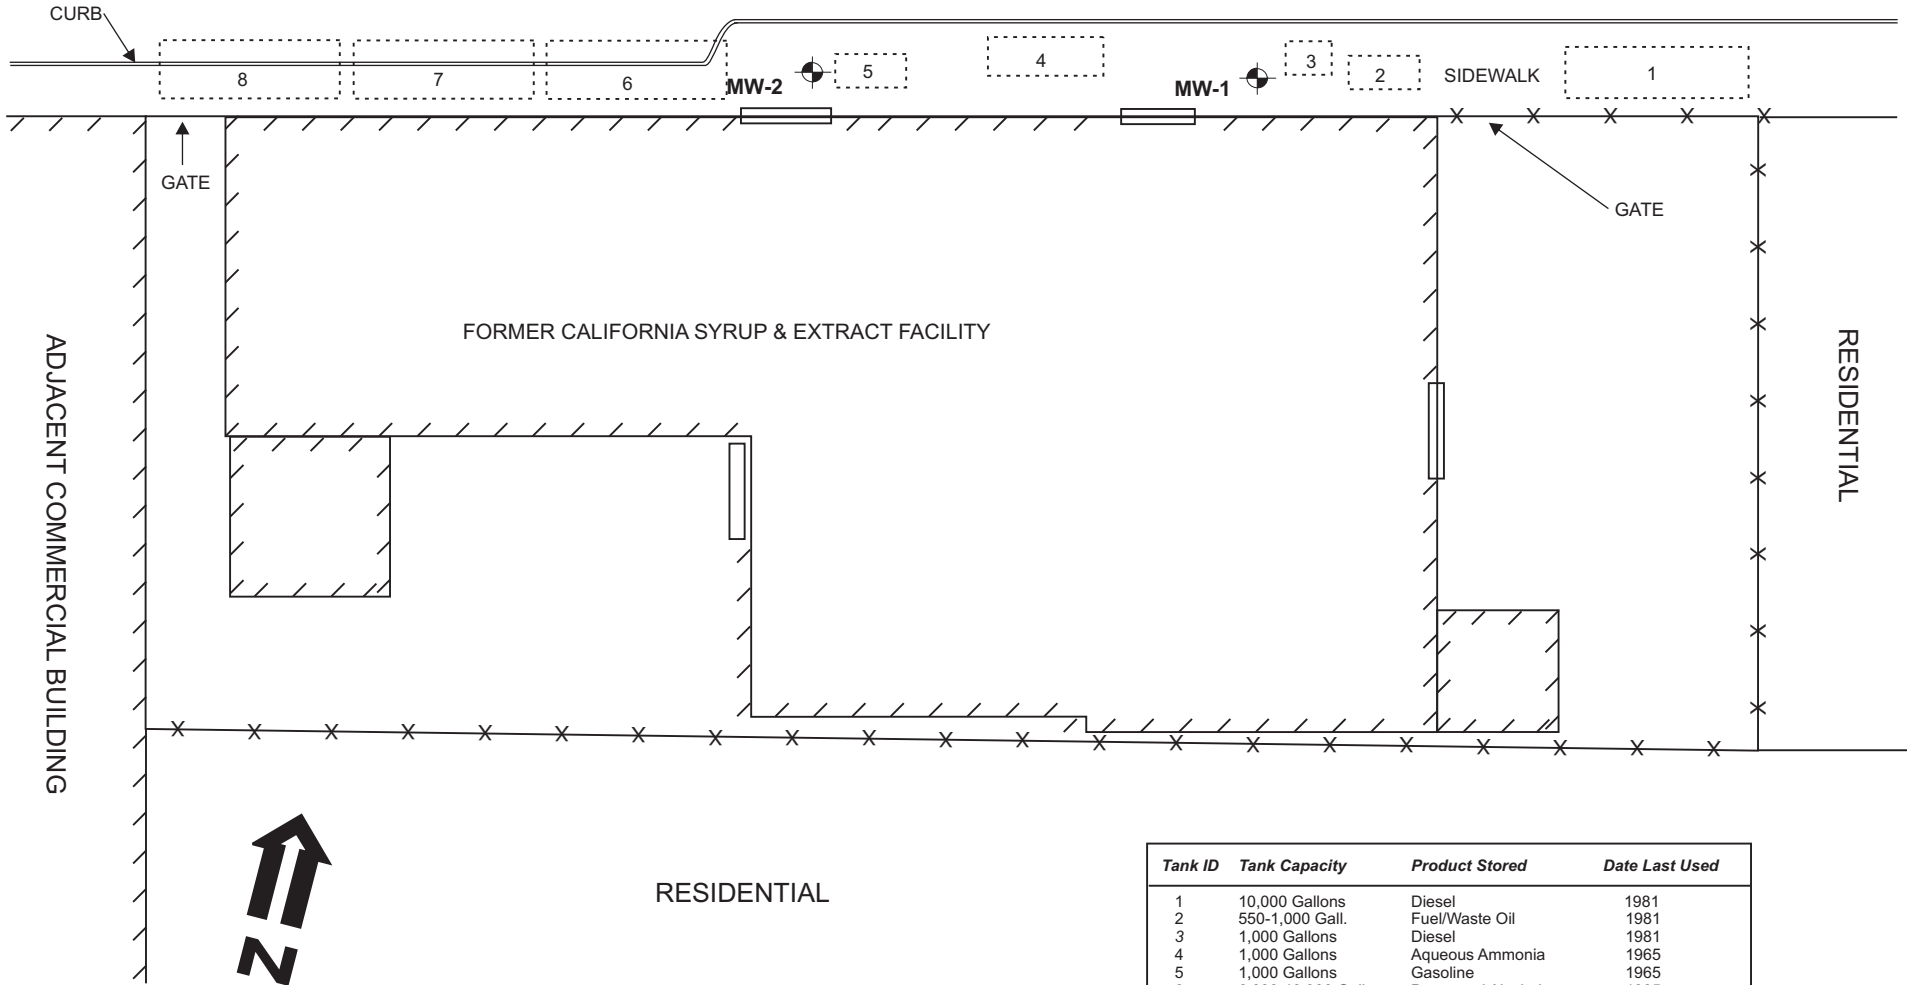 CURB
8
7
6
MW-2
5
4
MW-1
3
2
SIDEWALK
1
GATE
GATE
FORMER CALIFORNIA SYRUP & EXTRACT FACILITY
ADJACENT COMMERCIAL BUILDING
RESIDENTIAL
RESIDENTIAL
N
Tank ID Tank Capacity Product Stored Date Last Used
1 10,000 Gallons Diesel 1981
2 550-1,000 Gall. Fuel/Waste Oil 1981
3 1,000 Gallons Diesel 1981
4 1,000 Gallons Aqueous Ammonia 1965
5 1,000 Gallons Gasoline 1965